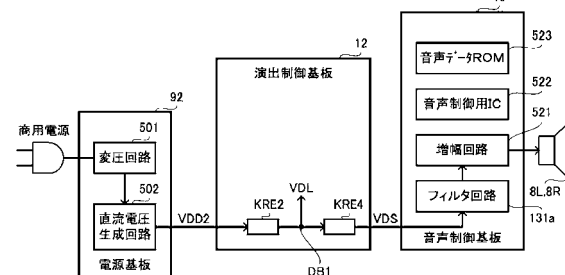 12
523
演出制御基板
音声データROM
522
92
音声制御用IC
商用電源
501
変圧回路
521
増幅回路
502
VDL
8L,8R
直流電圧
生成回路
VDD2
KRE2
KRE4
VDS
フィルタ回路
131a
音声制御基板
電源基板
DB1